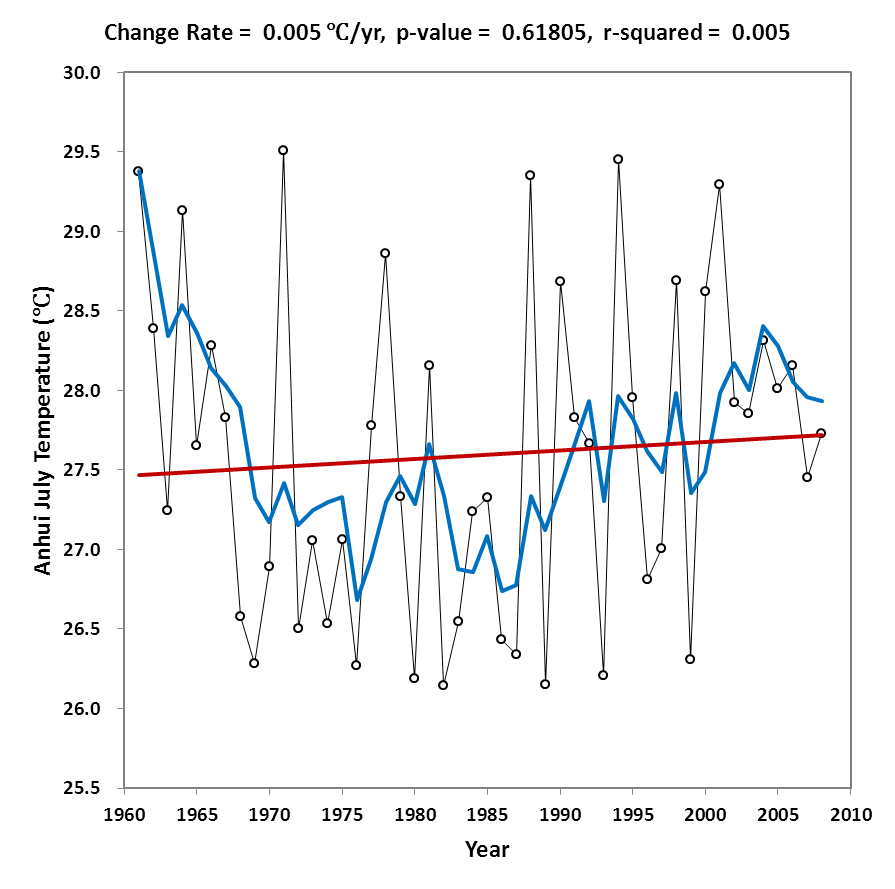 Change Rate = 0.005 ℃/yr, p-value = 0.61805, r-squared = 0.005
30.0
29.5
29.0
28.5
28.0
27.5
27.0
26.5
26.0
25.5
Anhui July Temperature (℃)
1960 1965 1970 1975 1980 1985 1990 1995 2000 2005 2010
Year